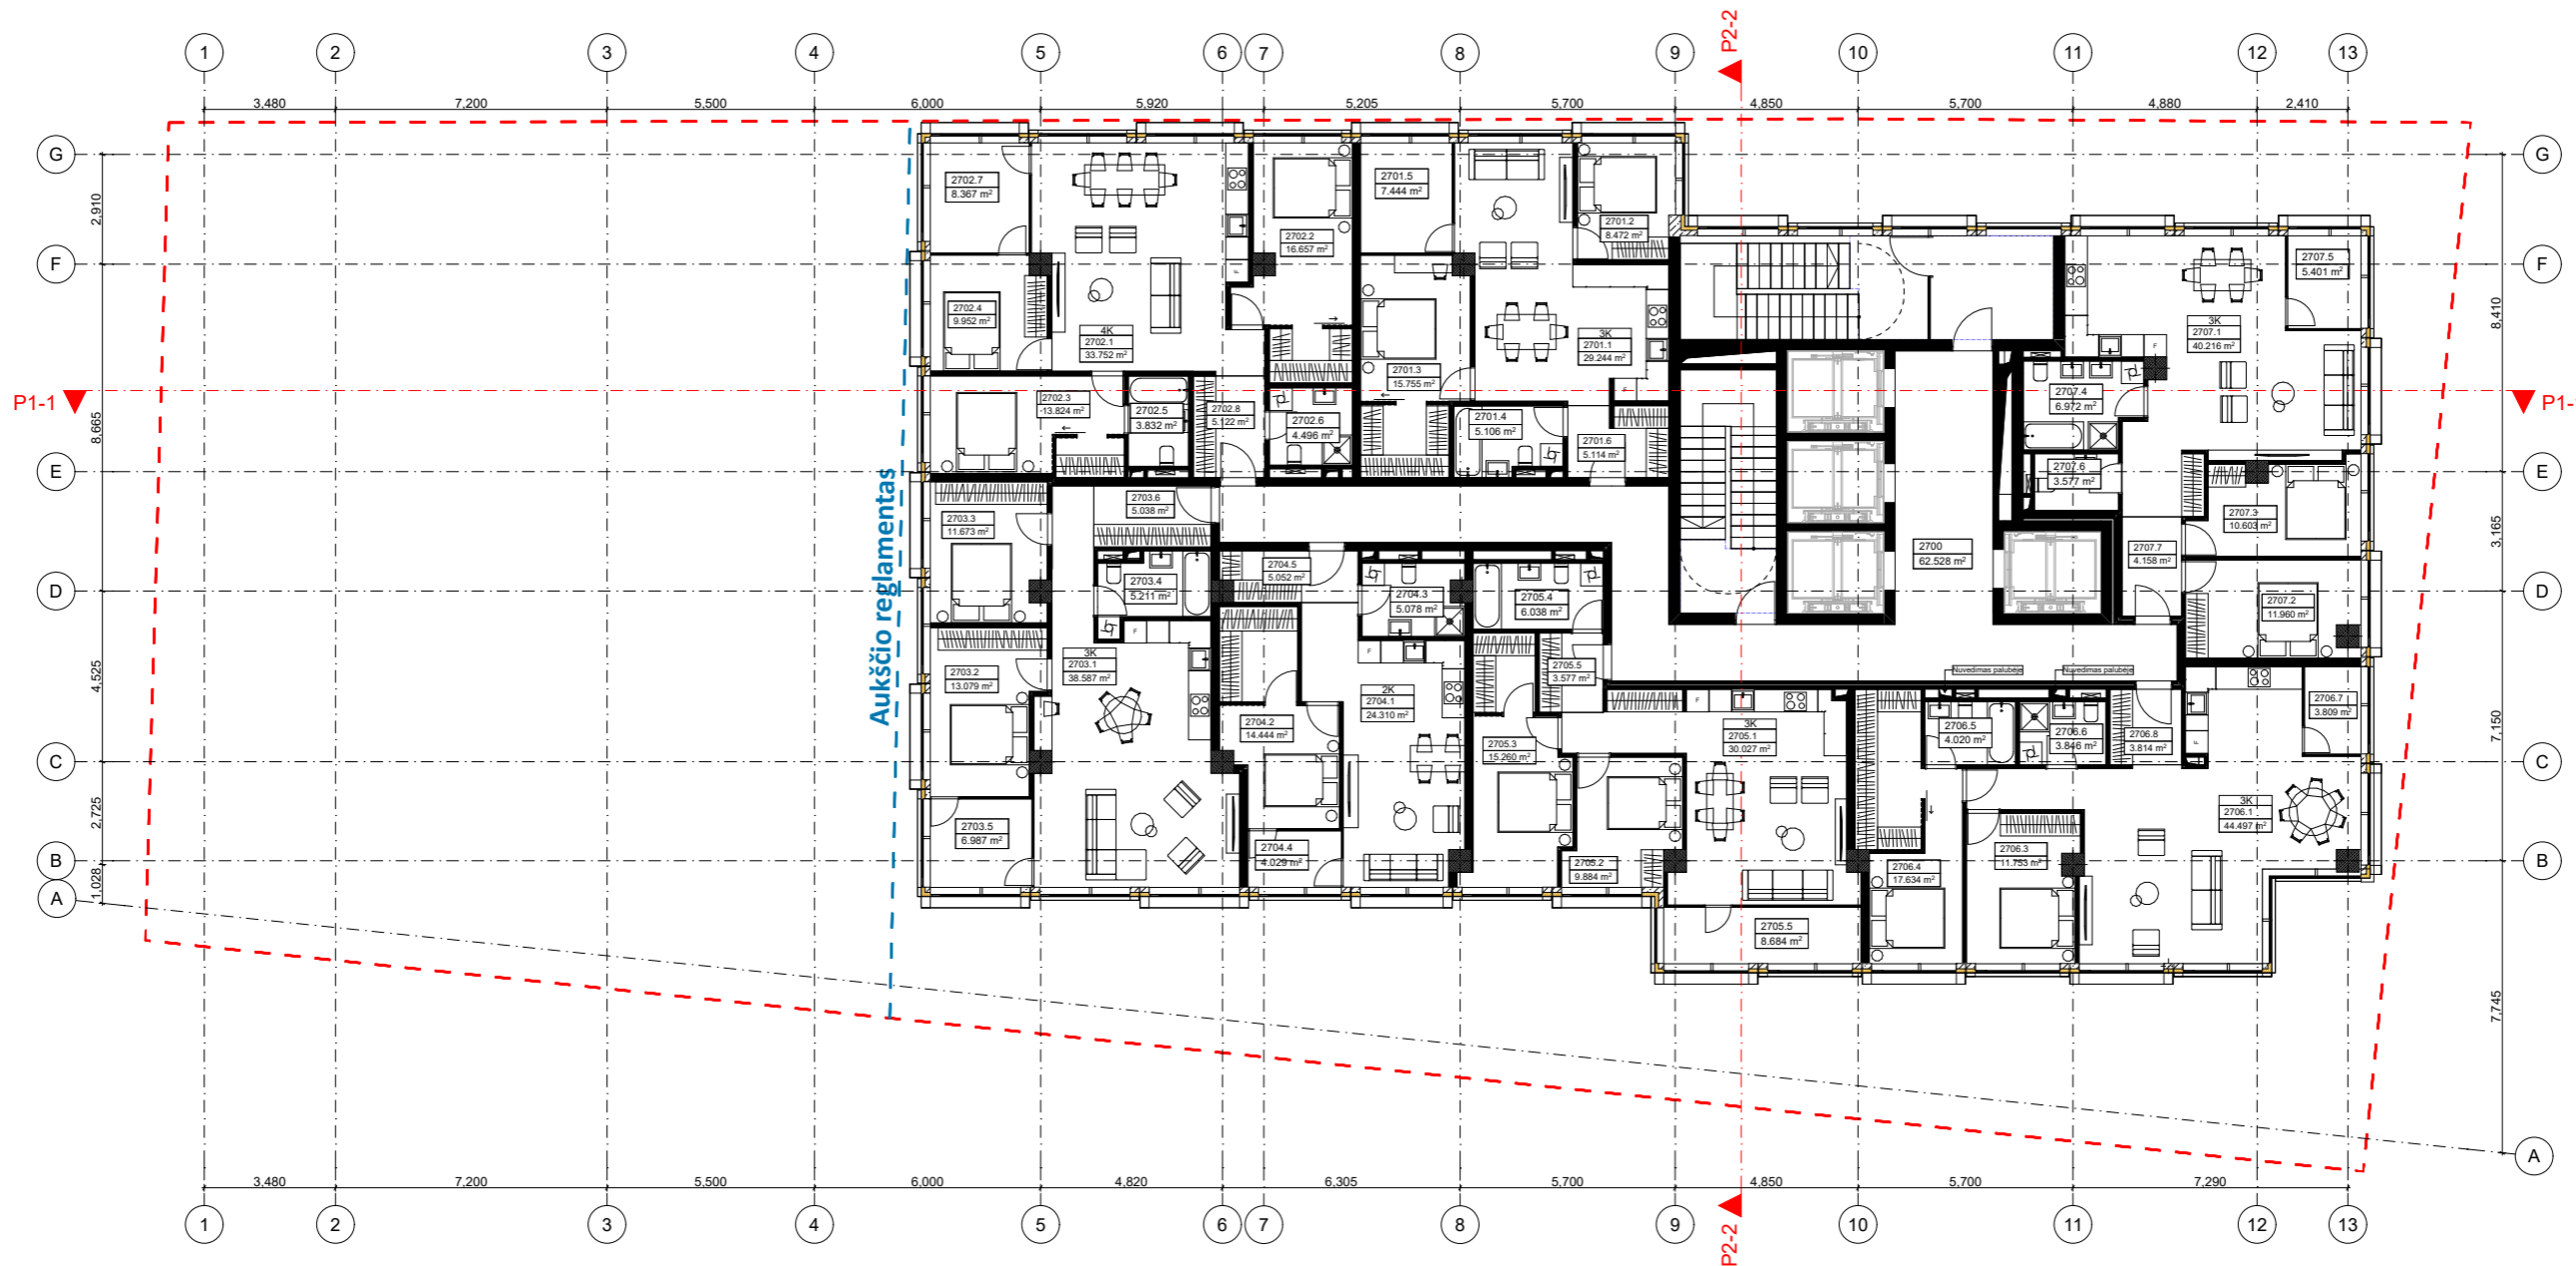 P2-2
1 2 3 4 5 6 7 8 9 10 11 12 13
3,480 7,200 5,500 6,000 5,920 5,205 5,700 4,850 5,700 4,880 2,410
G G
2702.7
8.367 m²
2702.2
16.657 m²
2701.5
7.444 m²
2701.2
8.472 m²
2,910
F F
2707.5
5.401 m²
2702.4
9.952 m²
4K
2702.1
33.752 m²
F
3K
2701.1
29.244 m²
3K
2707.1
40.216 m²
F
8,410
2701.3
15.755 m²
F
P1-1
P1-
2702.3
13.824 m²
2702.5
3.832 m²
2702.8
5.122 m²
2702.6
4.496 m²
2701.4
5.106 m²
2701.6
5.114 m²
2707.4
6.972 m²
8,665
E E
2707.6
3.577 m²
Aukščio reglamentas
2703.3
11.673 m²
2703.6
5.038 m²
2707.3
10.603 m²
3,165
2703.4
5.211 m²
2704.5
5.052 m²
2704.3
5.078 m²
2705.4
6.038 m²
2700
62.528 m²
2707.7
4.158 m²
D D
2707.2
11.960 m²
4,525
F
F
2703.2
13.079 m²
3K
2703.1
38.587 m²
2705.5
3.577 m²
Nuvedimas palubėje
Nuvedimas palubėje
2K
2704.1
24.310 m²
F
2706.7
3.809 m²
7,150
2704.2
14.444 m²
2705.3
15.260 m²
3K
2705.1
30.027 m²
2706.5
4.020 m²
2706.6
3.846 m²
2706.8
3.814 m²
F
C C
2,725
2703.5
6.987 m²
3K
2706.1
44.497 m²
2704.4
4.029 m²
2705.2
9.884 m²
2706.4
17.634 m²
2706.3
11.753 m²
B B
1,028
A
2705.5
8.684 m²
7,745
A
3,480 7,200 5,500 6,000 4,820 6,305 5,700 4,850 5,700 7,290
1 2 3 4 5 6 7 8 9 10 11 12 13
P2-2